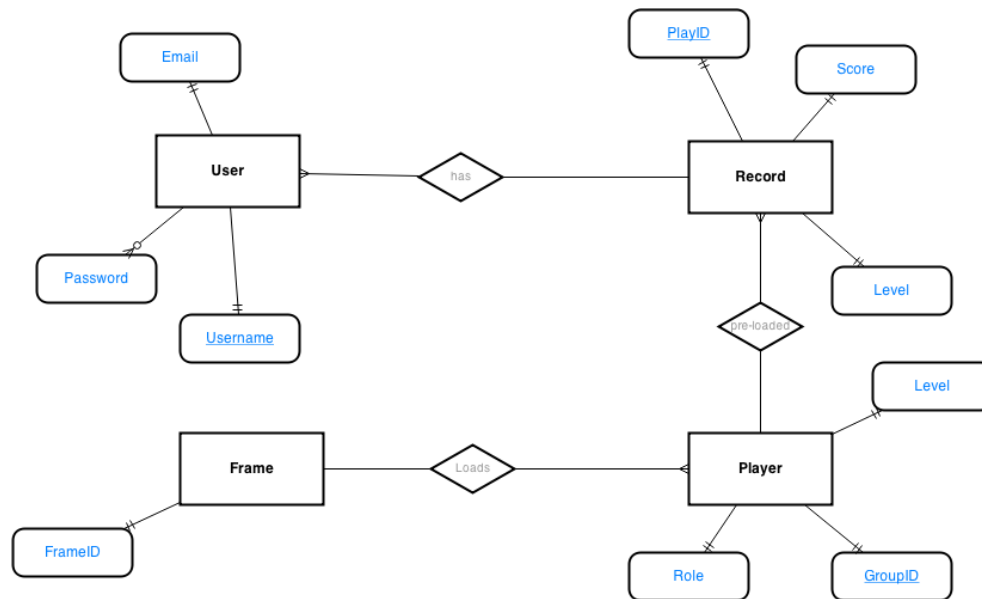 PlayID
Email
Score
User
has
Record
Password
Level
Username
pre-loaded
Level
Frame
Loads
Player
FrameID
Role
GroupID